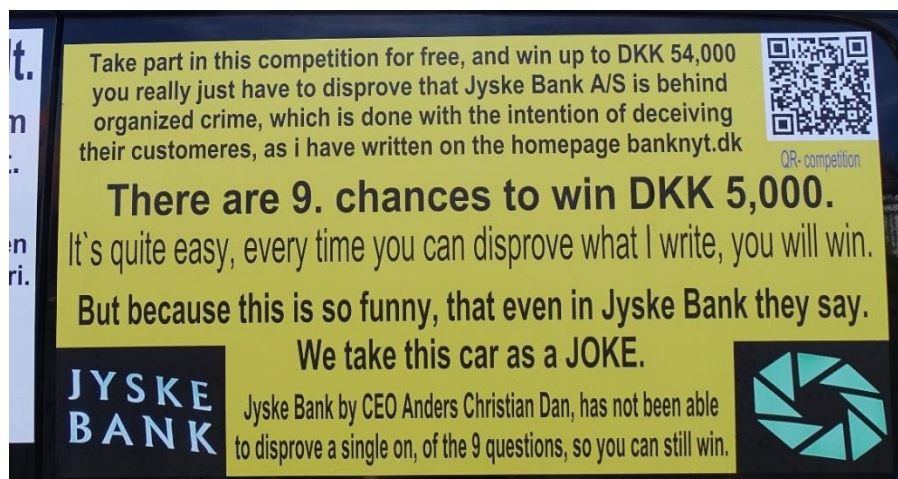 t.
m
t.
en
ri.
Take part in this competition for free, and win up to DKK 54,000
you really just have to disprove that Jyske Bank A/S is behind
organized crime, which is done with the intention of deceiving
their customeres, as i have written on the homepage banknyt.dk
QR- competition
There are 9. chances to win DKK 5,000.
It`s quite easy, every time you can disprove what I write, you will win.
But because this is so funny, that even in Jyske Bank they say.
We take this car as a JOKE.
JYSKE
BANK
Jyske Bank by CEO Anders Christian Dan, has not been able
to disprove a single on, of the 9 questions, so you can still win.